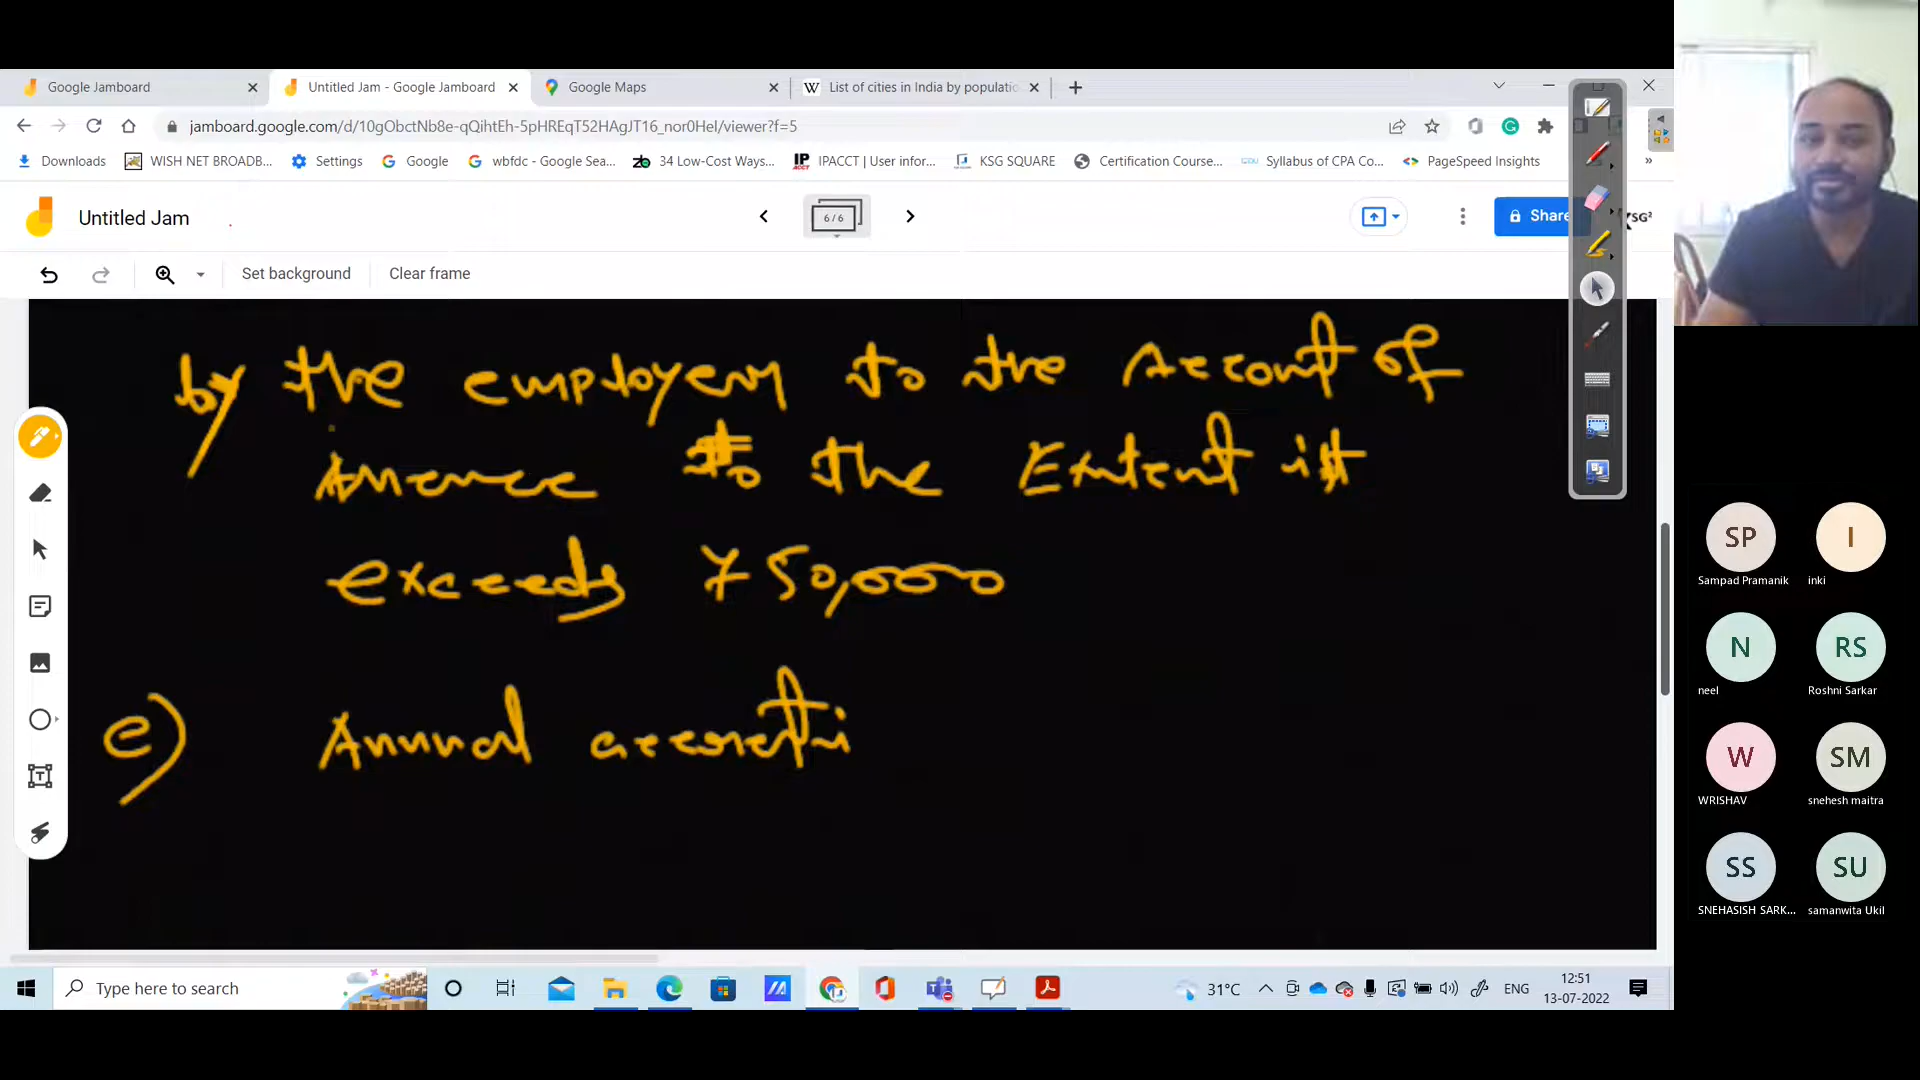 Google Jamboard
Untitled Jam - Google Jamboard
Google Maps
List of cities in India by populatio
jamboard.google.com/d/10gObctNb8e-qQihtEh-5pHREqT52HAgJT16_nor0HeI/viewer?f=5
Downloads
WISH NET BROADB...
Settings
Google
wbfdc - Google Sea...
34 Low-Cost Ways...
IPACCT | User infor...
KSG SQUARE
Certification Course...
Syllabus of CPA Co...
PageSpeed Insights
Untitled Jam
6 / 6
Share
Set background
Clear frame
by the employer to the Account of
to the Extent it
exceeds ₹ 50,000
e) Annual
SP
Sampad Pramanik
I
inki
N
neel
RS
Roshni Sarkar
W
WRISHAV
SM
snehesh maitra
SS
SNEHASISH SARK...
SU
samanwita Ukil
Type here to search
31°C
ENG
12:51
13-07-2022